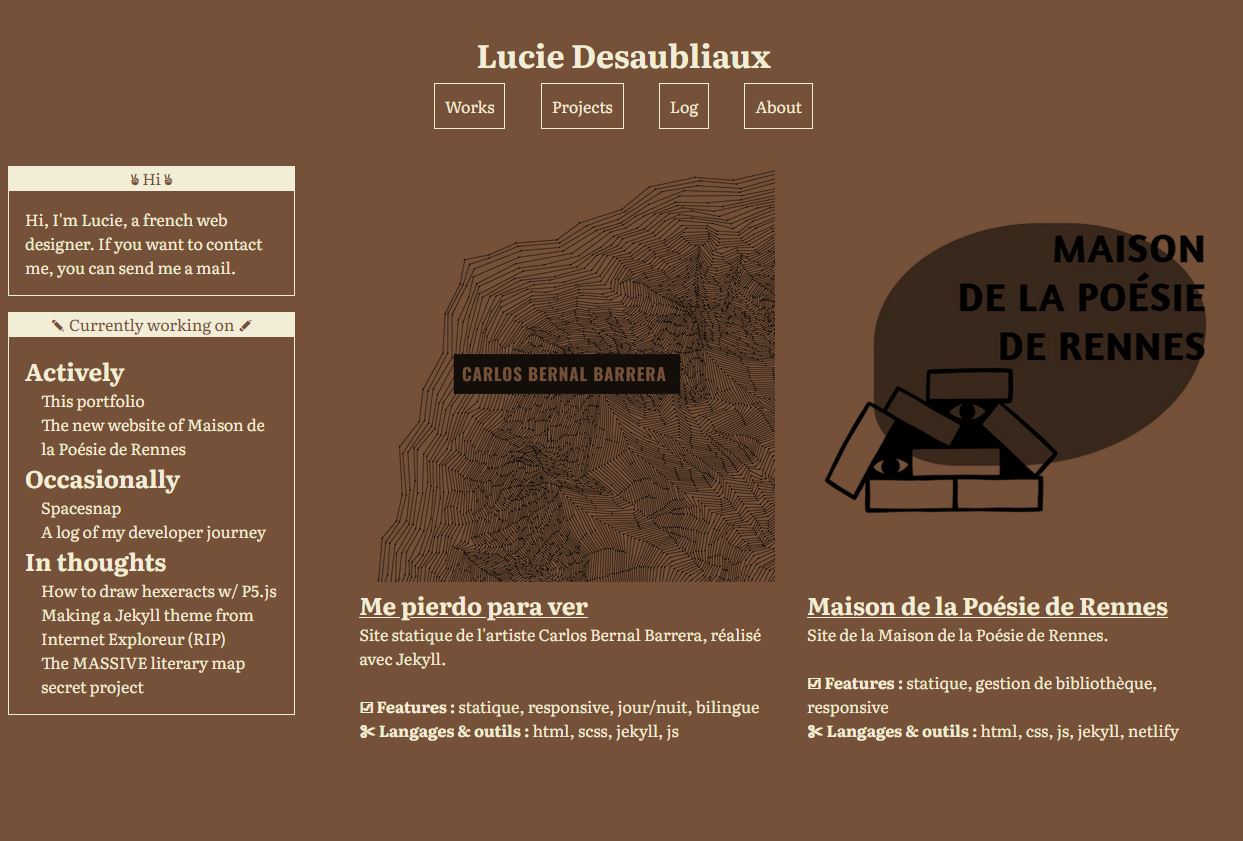 Lucie Desaubliaux
Works
Projects
Log
About
✌ Hi ✌
Hi, I'm Lucie, a french web
designer. If you want to contact
me, you can send me a mail.
✎ Currently working on ✎
Actively
This portfolio
The new website of Maison de
la Poésie de Rennes
Occasionally
Spacesnap
A log of my developer journey
In thoughts
How to draw hexeracts w/ P5.js
Making a Jekyll theme from
Internet Exploreur (RIP)
The MASSIVE literary map
secret project
CARLOS BERNAL BARRERA
Me pierdo para ver
Site statique de l'artiste Carlos Bernal Barrera, réalisé
avec Jekyll.
☑ Features : statique, responsive, jour/nuit, bilingue
✂ Langages & outils : html, scss, jekyll, js
MAISON
DE LA POÉSIE
DE RENNES
Maison de la Poésie de Rennes
Site de la Maison de la Poésie de Rennes.
☑ Features : statique, gestion de bibliothèque,
responsive
✂ Langages & outils : html, css, js, jekyll, netlify